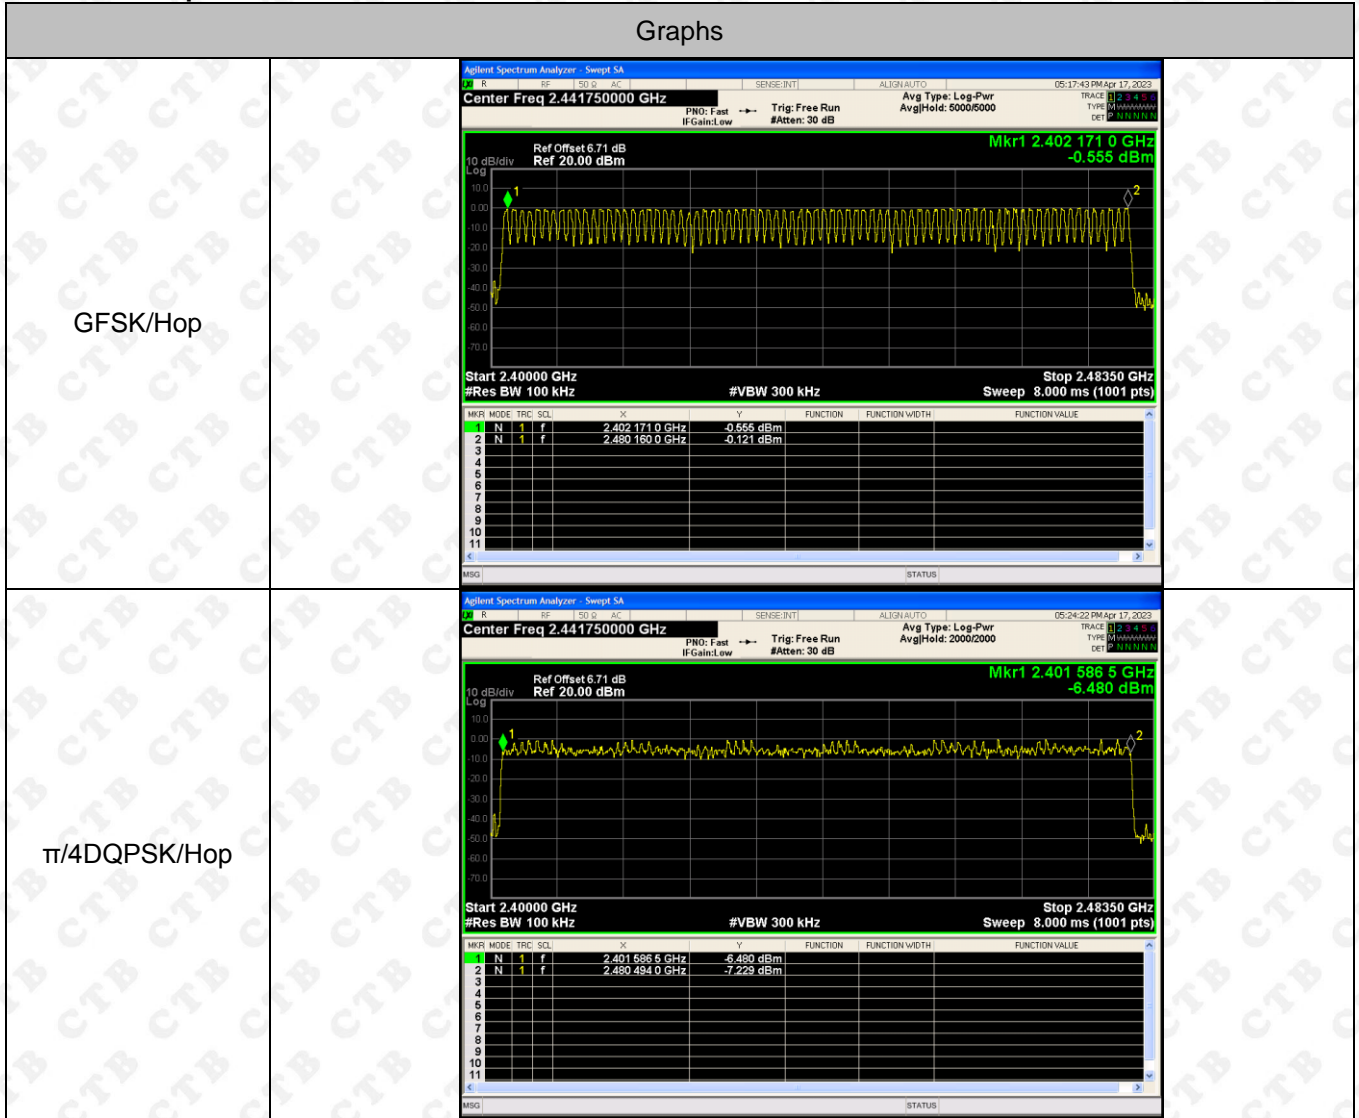 Graphs
GFSK/Hop
Agilent Spectrum Analyzer - Swept SA
R RF 50 Ω AC SENSE:INT ALIGN AUTO 05:17:43 PM Apr 17, 2023
Center Freq 2.441750000 GHz
PNO: Fast
IFGain:Low
Trig: Free Run
#Atten: 30 dB
Avg Type: Log-Pwr
Avg|Hold: 5000/5000
TRACE 1 2 3 4 5 6
TYPE M
DET P N N N N N
Mkr1 2.402 171 0 GHz
-0.555 dBm
Ref Offset 6.71 dB
10 dB/div Ref 20.00 dBm
Log
10.0
0.00
-10.0
-20.0
-30.0
-40.0
-50.0
-60.0
-70.0
1
2
Start 2.40000 GHz Stop 2.48350 GHz
#Res BW 100 kHz #VBW 300 kHz Sweep 8.000 ms (1001 pts)
MKR MODE TRC SCL X Y FUNCTION FUNCTION WIDTH FUNCTION VALUE
1 N 1 f 2.402 171 0 GHz -0.555 dBm
2 N 1 f 2.480 160 0 GHz -0.121 dBm
3
4
5
6
7
8
9
10
11
MSG STATUS
π/4DQPSK/Hop
Agilent Spectrum Analyzer - Swept SA
R RF 50 Ω AC SENSE:INT ALIGN AUTO 05:24:22 PM Apr 17, 2023
Center Freq 2.441750000 GHz
PNO: Fast
IFGain:Low
Trig: Free Run
#Atten: 30 dB
Avg Type: Log-Pwr
Avg|Hold: 2000/2000
TRACE 1 2 3 4 5 6
TYPE M
DET P N N N N N
Mkr1 2.401 586 5 GHz
-6.480 dBm
Ref Offset 6.71 dB
10 dB/div Ref 20.00 dBm
Log
10.0
0.00
-10.0
-20.0
-30.0
-40.0
-50.0
-60.0
-70.0
1
2
Start 2.40000 GHz Stop 2.48350 GHz
#Res BW 100 kHz #VBW 300 kHz Sweep 8.000 ms (1001 pts)
MKR MODE TRC SCL X Y FUNCTION FUNCTION WIDTH FUNCTION VALUE
1 N 1 f 2.401 586 5 GHz -6.480 dBm
2 N 1 f 2.480 494 0 GHz -7.229 dBm
3
4
5
6
7
8
9
10
11
MSG STATUS